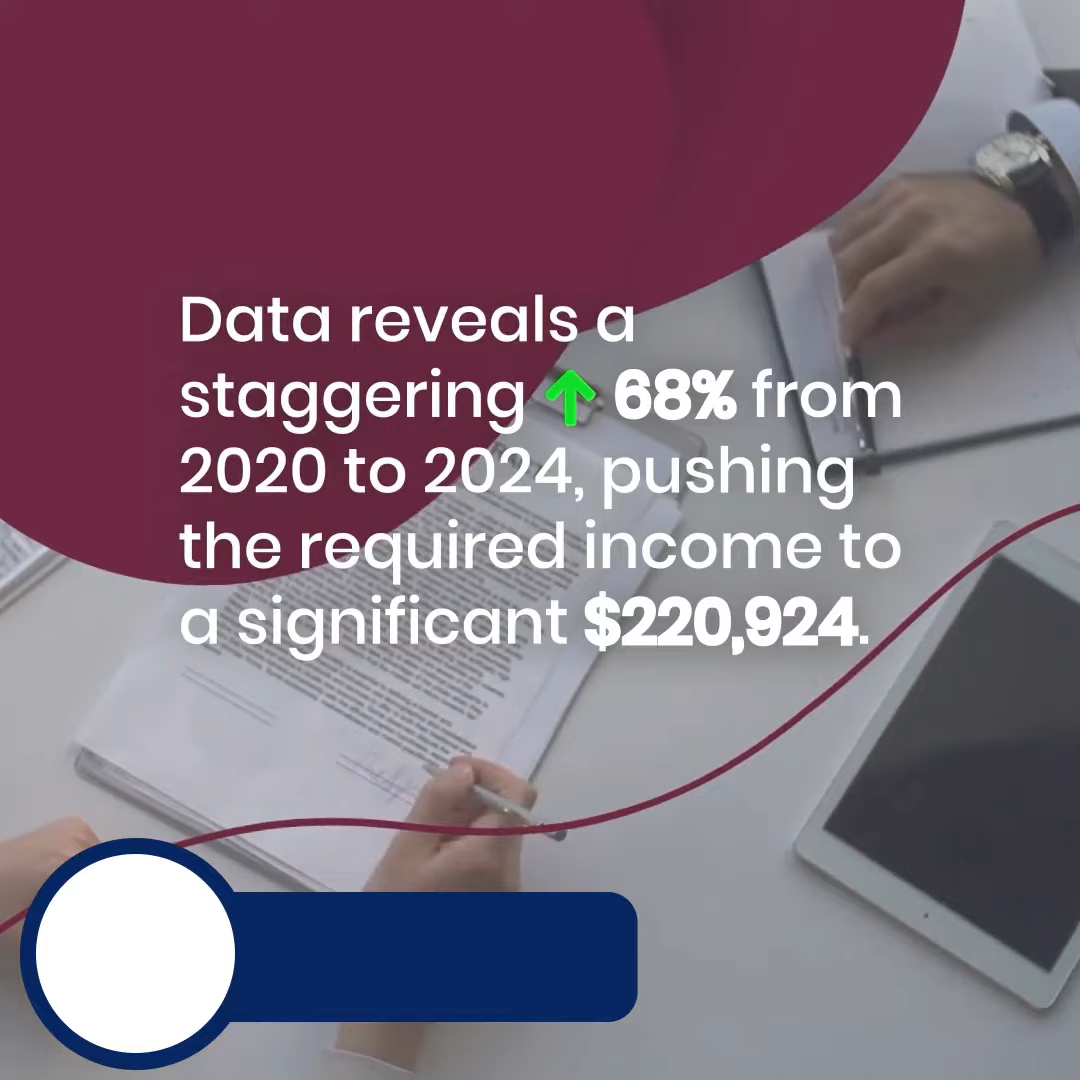 Data reveals a
staggering ⬆ 68% from
2020 to 2024, pushing
the required income to
a significant $220,924.